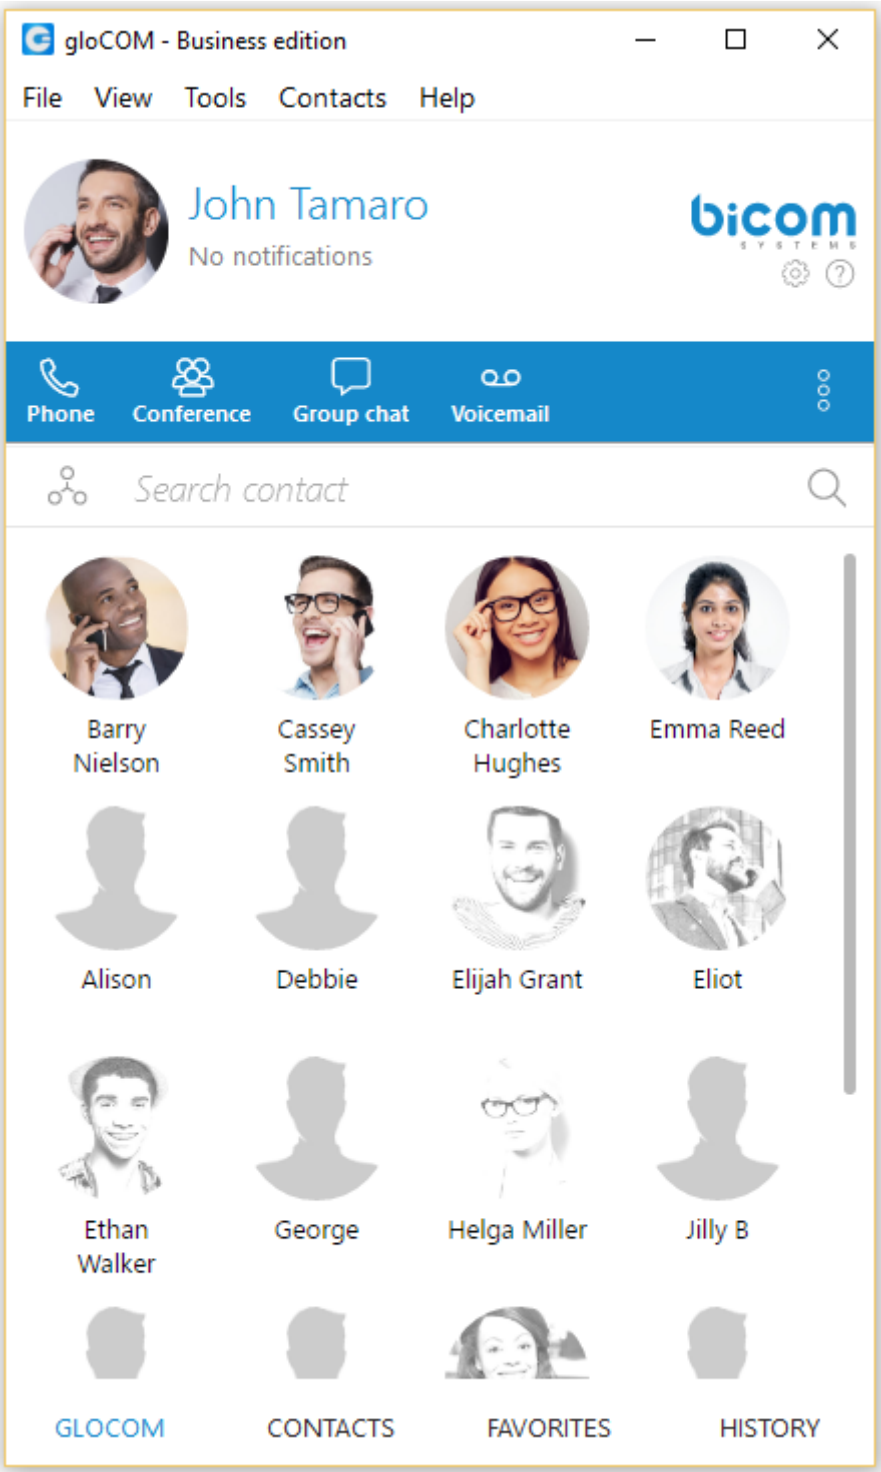 gloCOM - Business edition
File View Tools Contacts Help
John Tamaro
No notifications
bicom
SYSTEMS
Phone Conference Group chat Voicemail
Search contact
Barry Nielson
Cassey Smith
Charlotte Hughes
Emma Reed
Alison Debbie Elijah Grant Eliot
Ethan Walker
George Helga Miller Jilly B
GLOCOM CONTACTS FAVORITES HISTORY